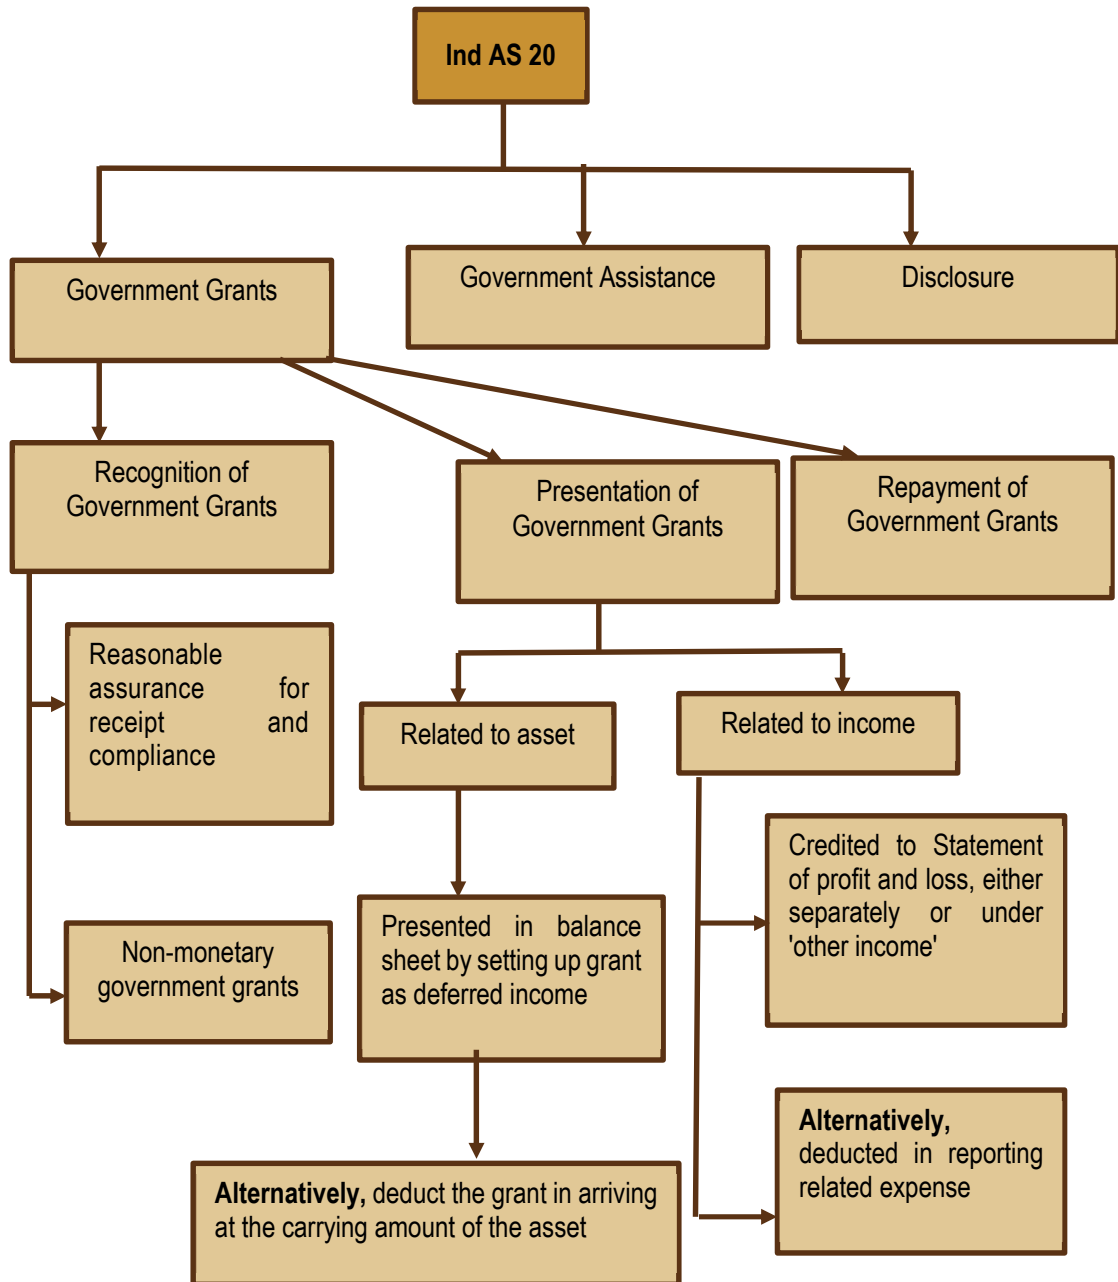 Ind AS 20
Government Grants
Government Assistance
Disclosure
Recognition of
Government Grants
Presentation of
Government Grants
Repayment of
Government Grants
Reasonable
assurance for
receipt and
compliance
Non-monetary
government grants
Related to asset
Related to income
Presented in balance
sheet by setting up grant
as deferred income
Credited to Statement
of profit and loss, either
separately or under
'other income'
Alternatively, deduct the grant in arriving
at the carrying amount of the asset
Alternatively,
deducted in reporting
related expense